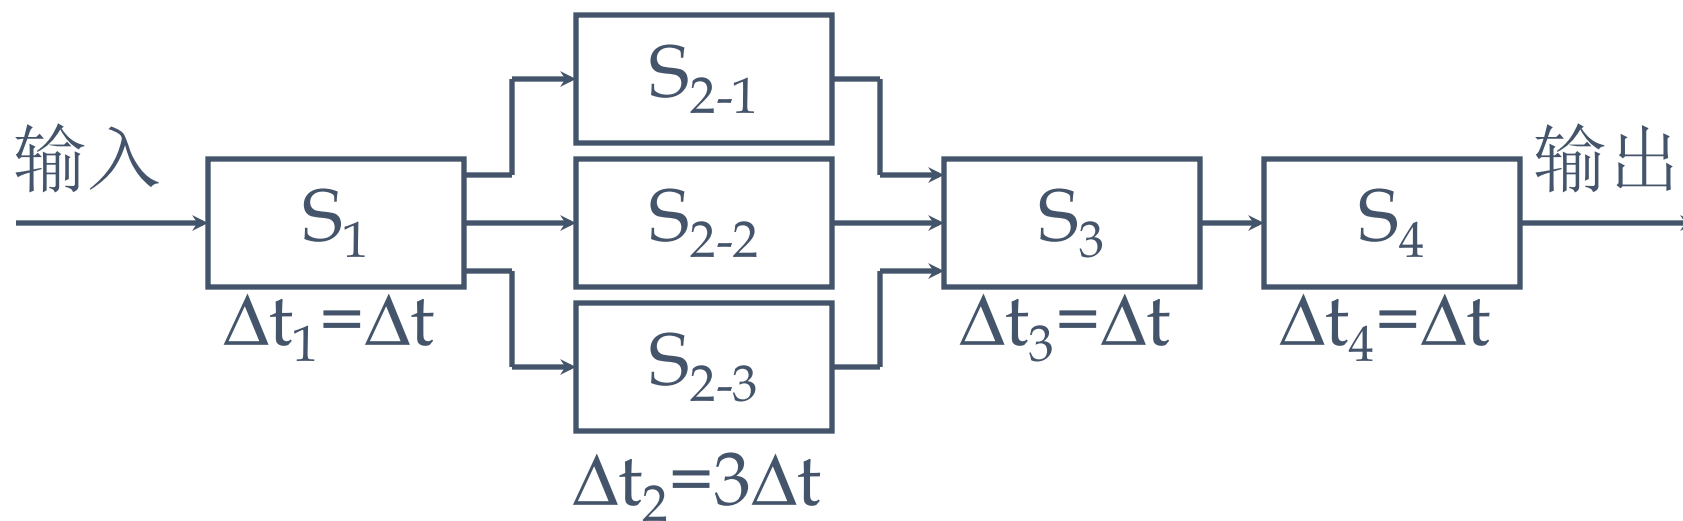 S₂₋₁
输入
S₁
S₂₋₂
S₃
S₄
输出
Δt₁=Δt
S₂₋₃
Δt₃=Δt
Δt₄=Δt
Δt₂=3Δt